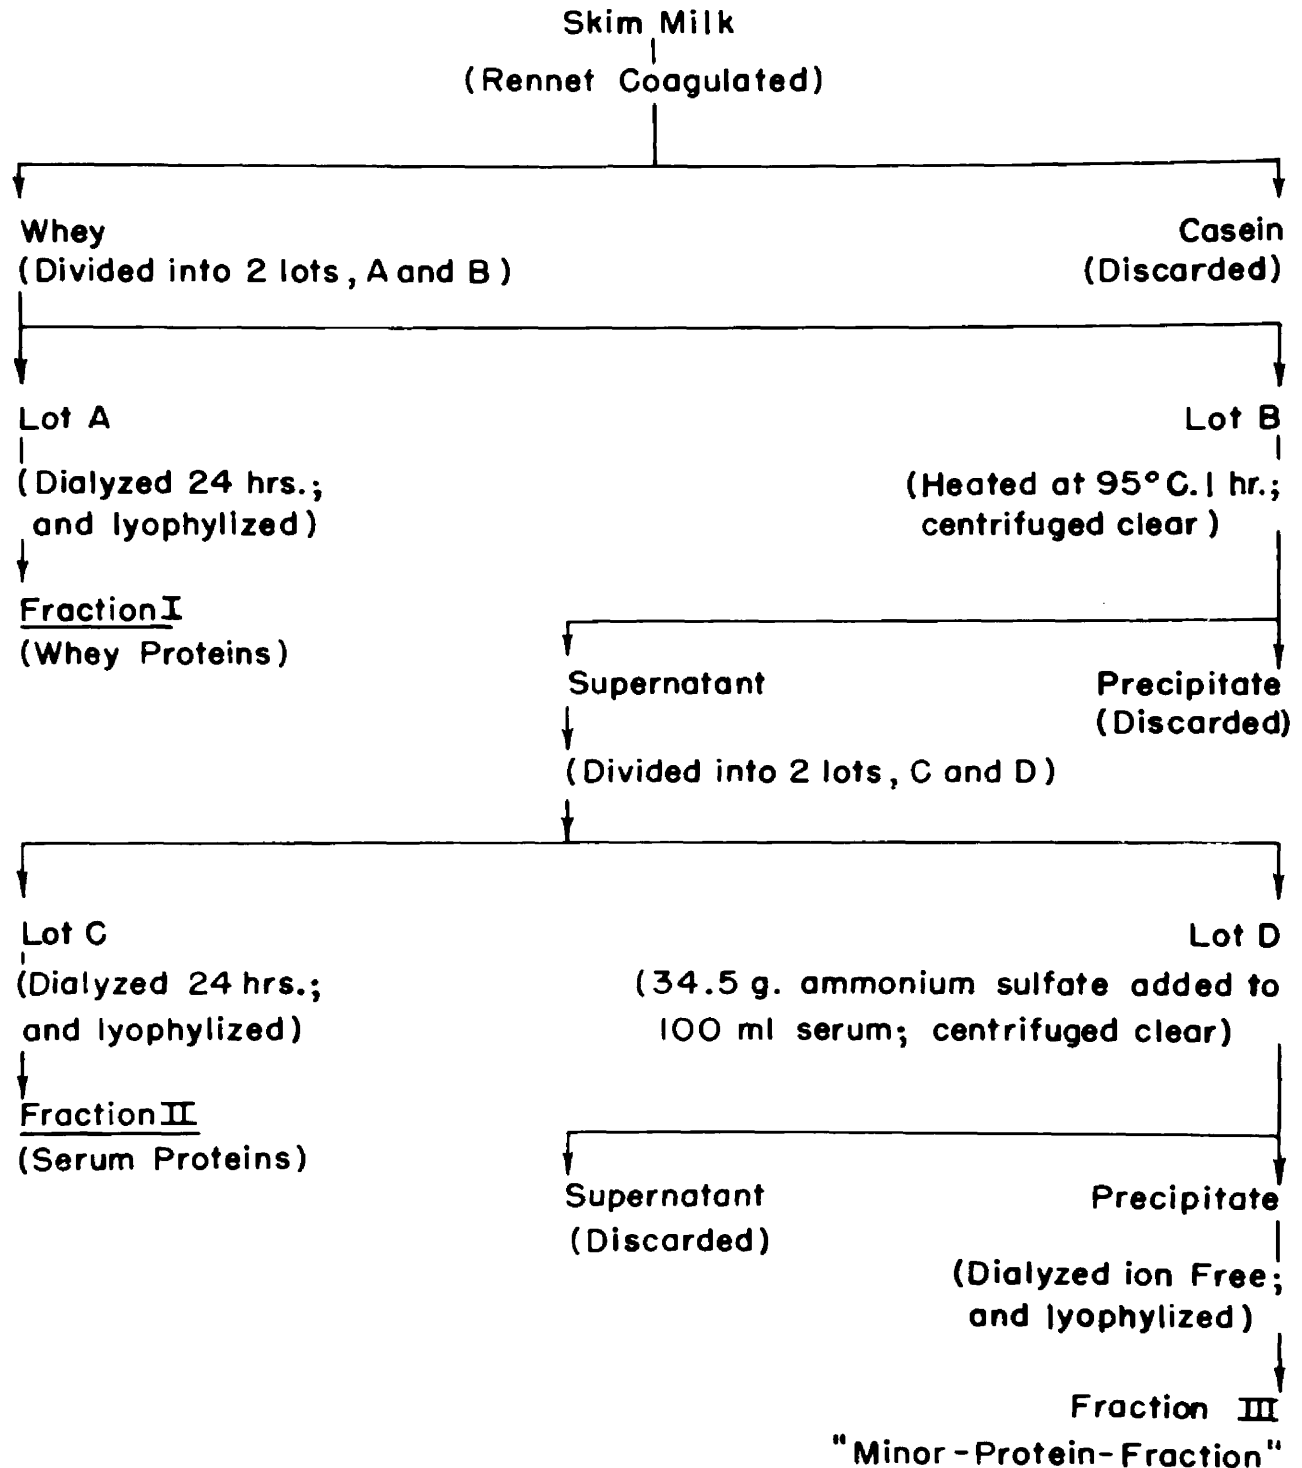 Skim Milk
(Rennet Coagulated)
Whey
(Divided into 2 lots, A and B)
Casein
(Discarded)
Lot A
(Dialyzed 24 hrs.;
and lyophylized)
Fraction I
(Whey Proteins)
Lot B
(Heated at 95°C. 1 hr.;
centrifuged clear)
Supernatant
(Divided into 2 lots, C and D)
Precipitate
(Discarded)
Lot C
(Dialyzed 24 hrs.;
and lyophylized)
Fraction II
(Serum Proteins)
Lot D
(34.5 g. ammonium sulfate added to
100 ml serum; centrifuged clear)
Supernatant
(Discarded)
Precipitate
(Dialyzed ion Free;
and lyophylized)
Fraction III
"Minor-Protein-Fraction"